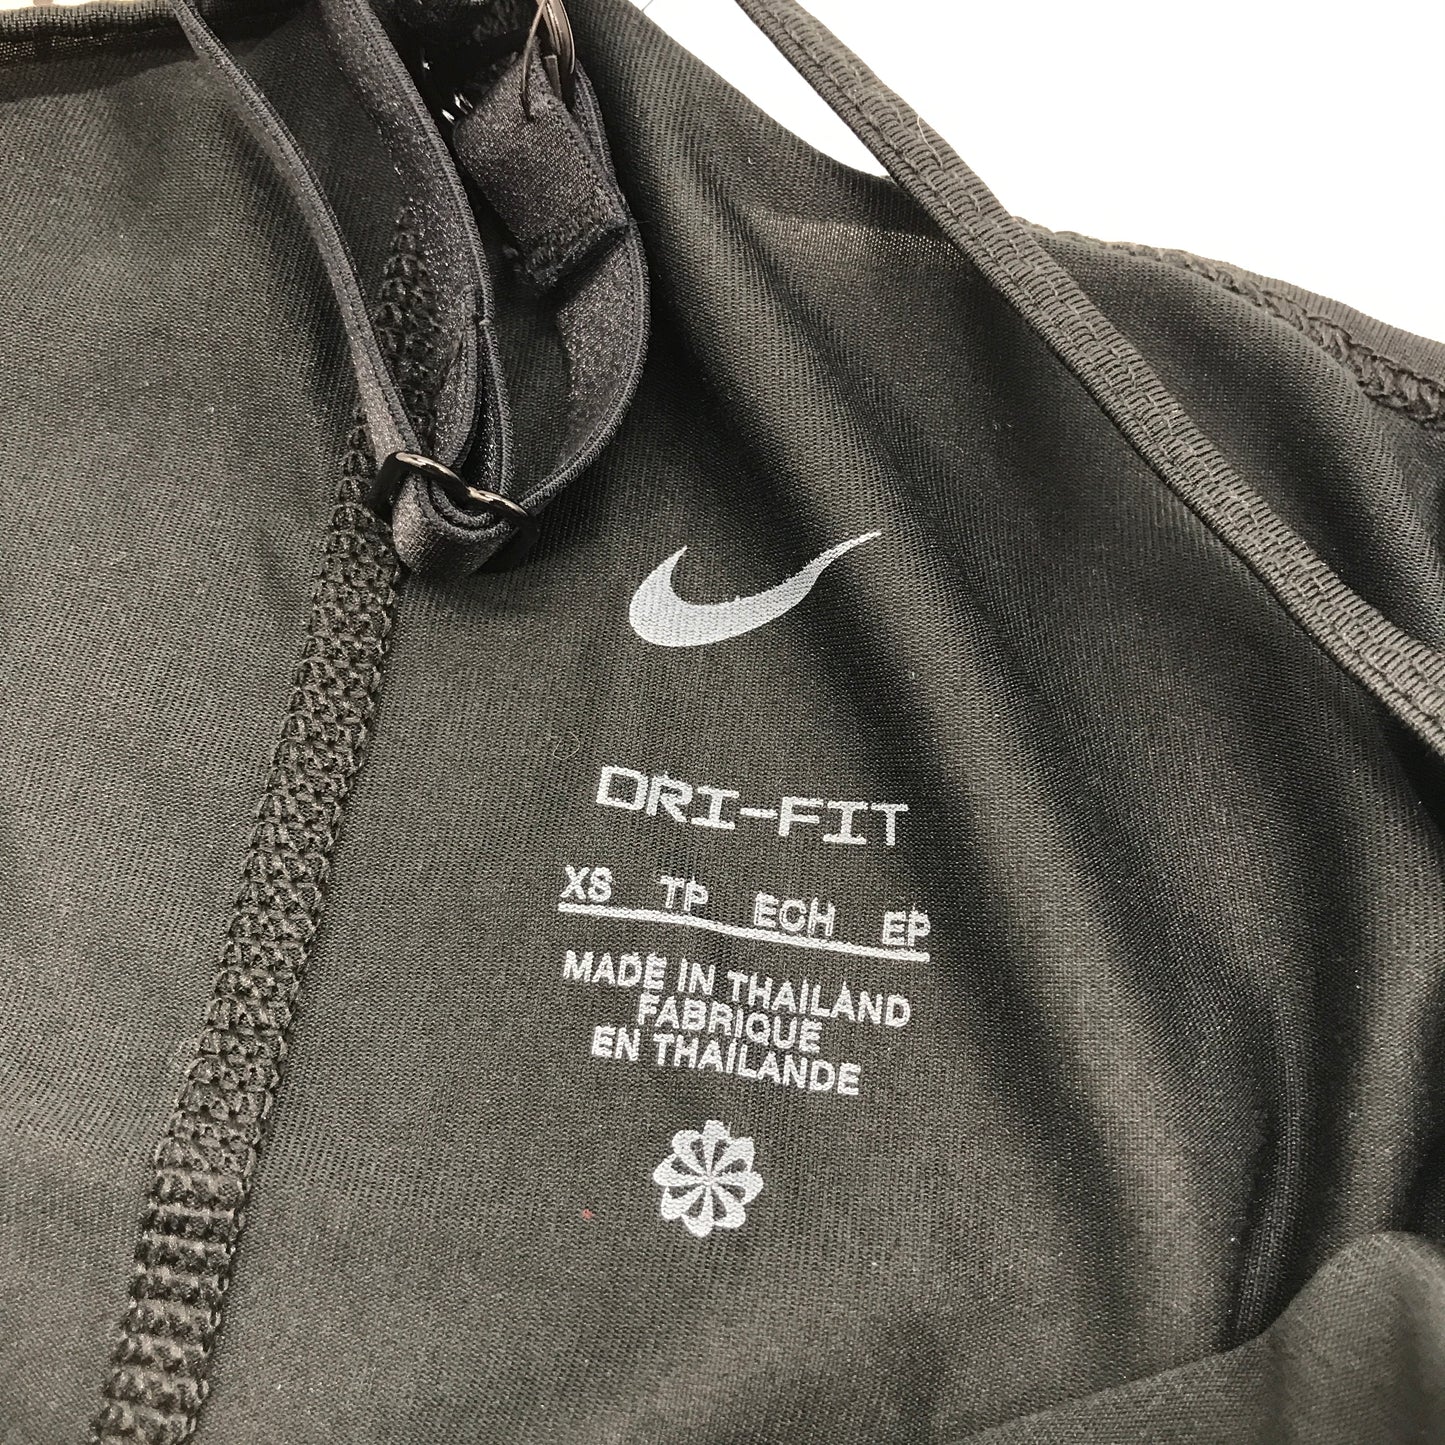 DRI-FIT
XS TP ECH EP
MADE IN THAILAND
FABRIQUE
EN THAILANDE